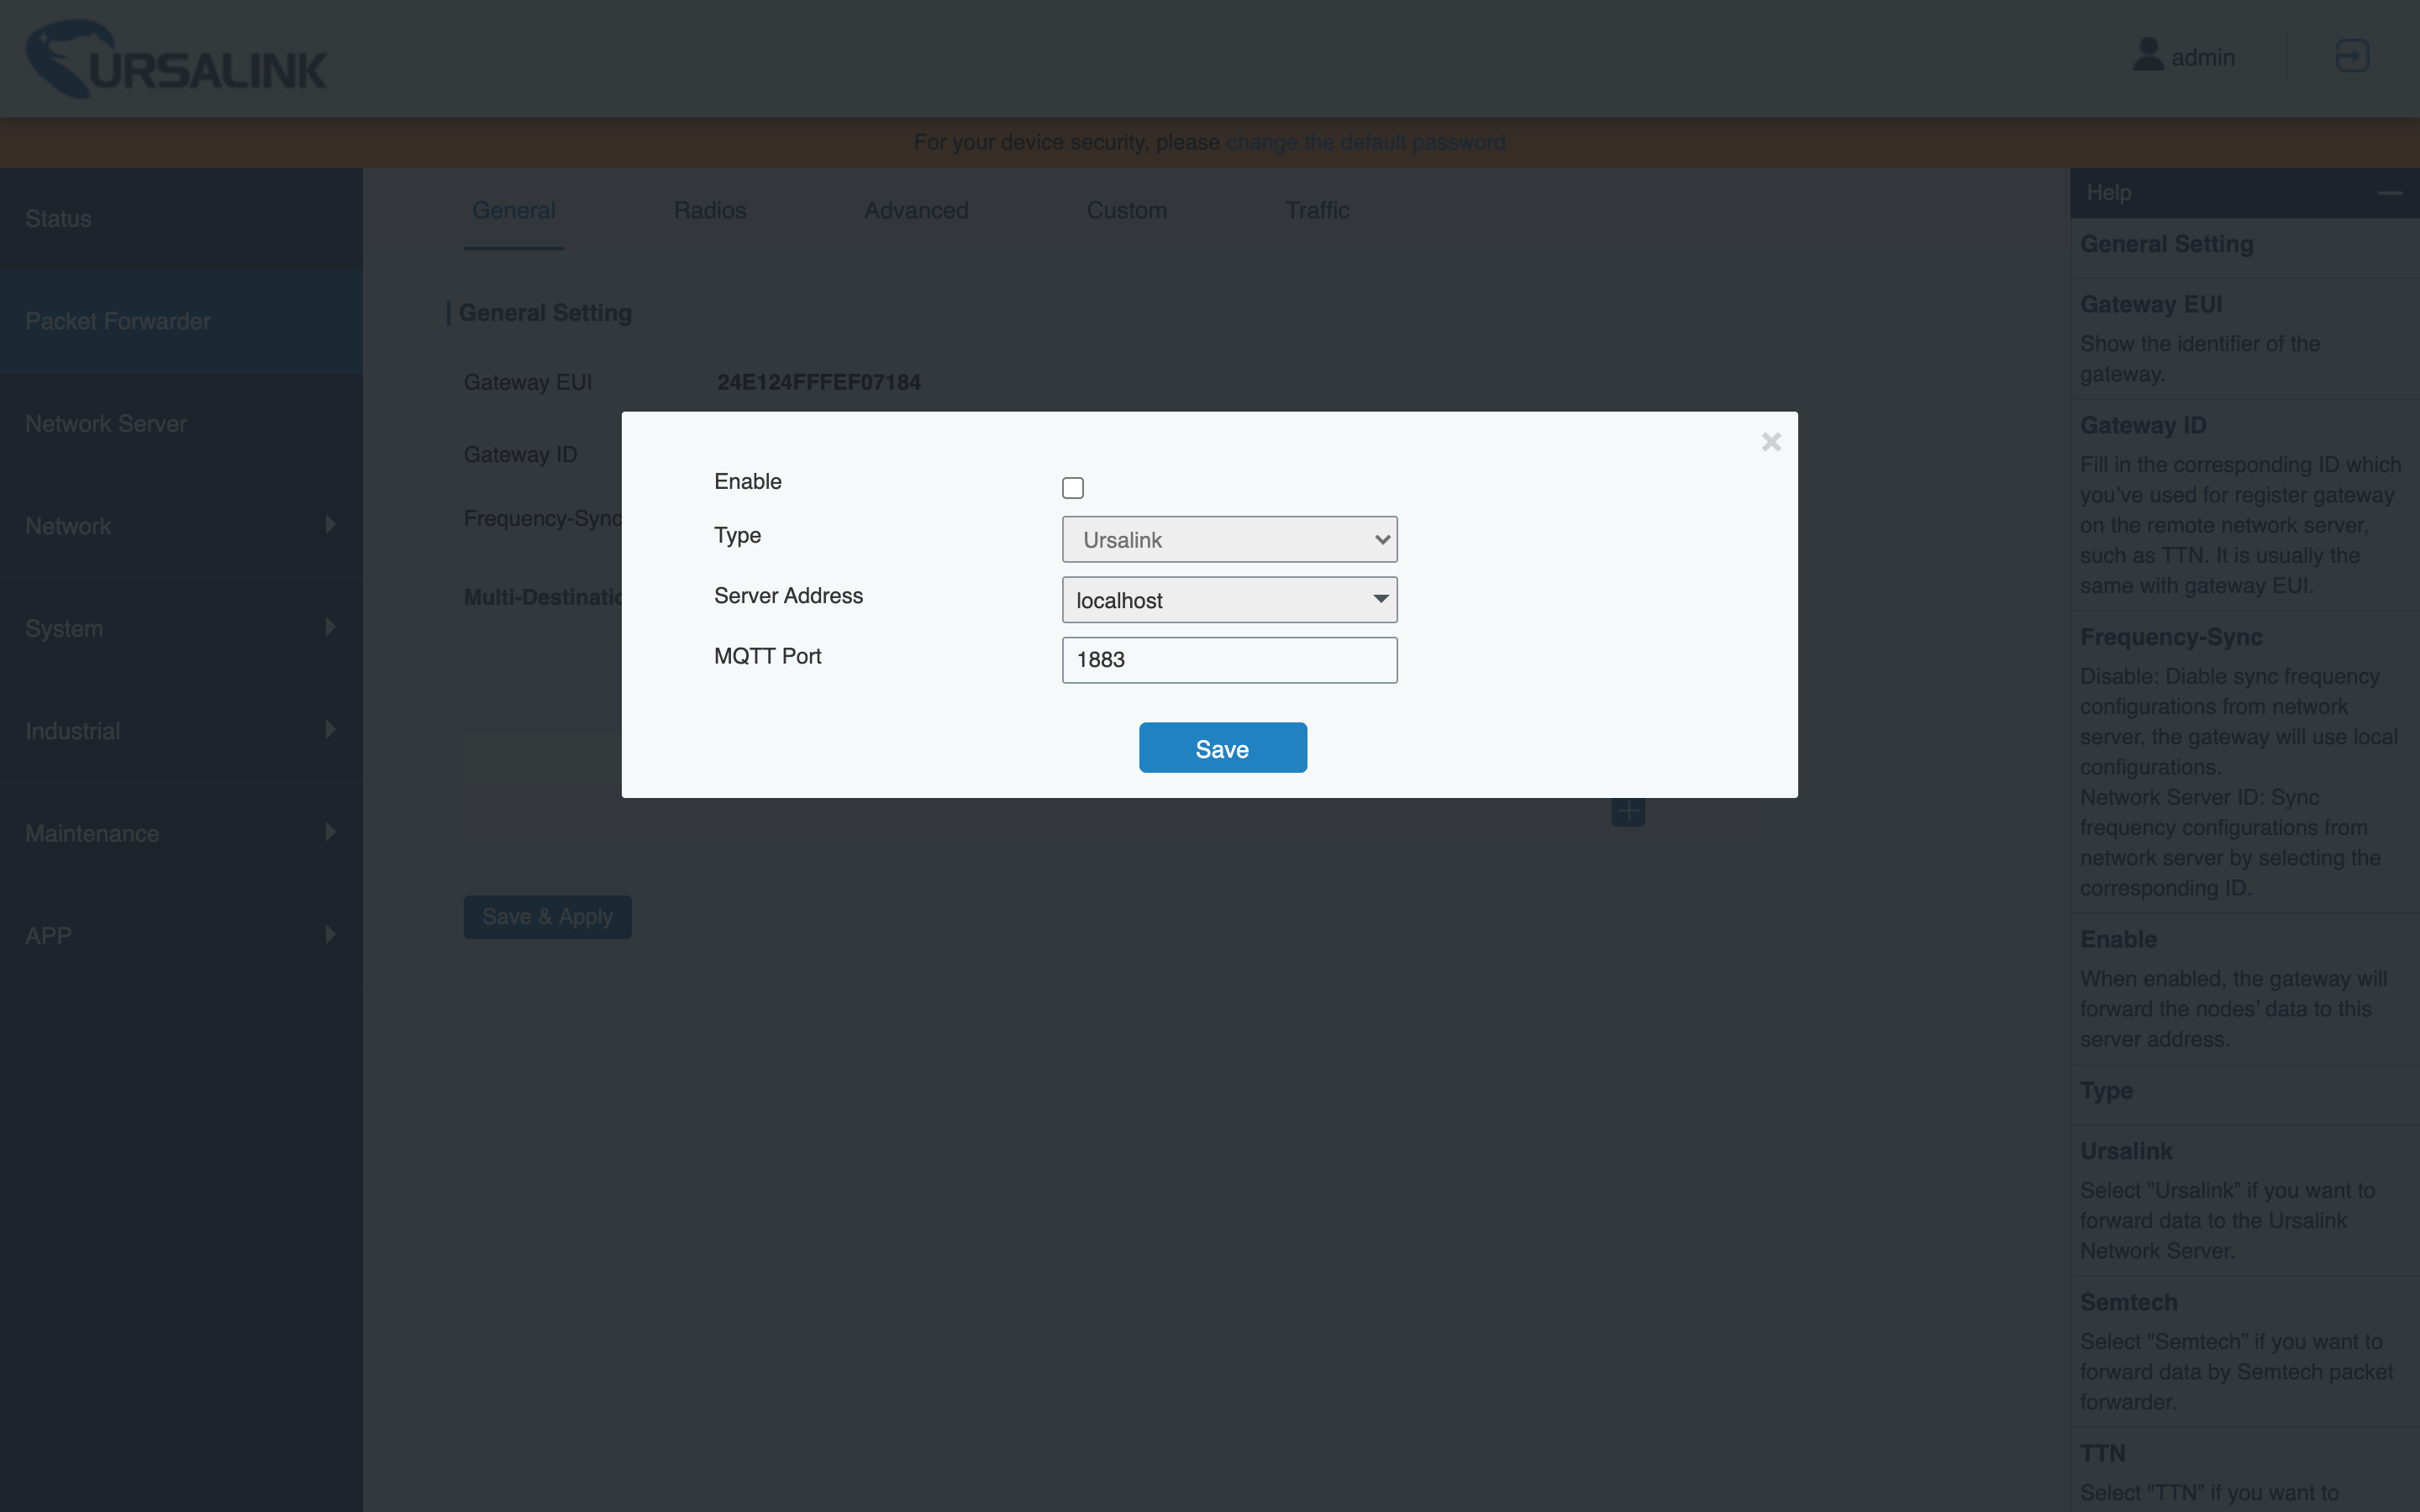 URSALINK
admin
For your device security, please change the default password
Status
Packet Forwarder
Network Server
Network
System
Industrial
Maintenance
APP
General
Radios
Advanced
Custom
Traffic
General Setting
Gateway EUI
24E124FFFEF07184
Gateway ID
Frequency-Sync
Enable
Type
Ursalink
Server Address
localhost
MQTT Port
1883
Save
Save & Apply
Help
General Setting
Gateway EUI
Show the identifier of the
gateway.
Gateway ID
Fill in the corresponding ID which
you've used for register gateway
on the remote network server,
such as TTN. It is usually the
same with gateway EUI.
Frequency-Sync
Disable: Diable sync frequency
configurations from network
server, the gateway will use local
configurations.
Network Server ID: Sync
frequency configurations from
network server by selecting the
corresponding ID.
Enable
When enabled, the gateway will
forward the nodes' data to this
server address.
Type
Ursalink
Select "Ursalink" if you want to
forward data to the Ursalink
Network Server.
Semtech
Select "Semtech" if you want to
forward data by Semtech packet
forwarder.
TTN
Select "TTN" if you want to